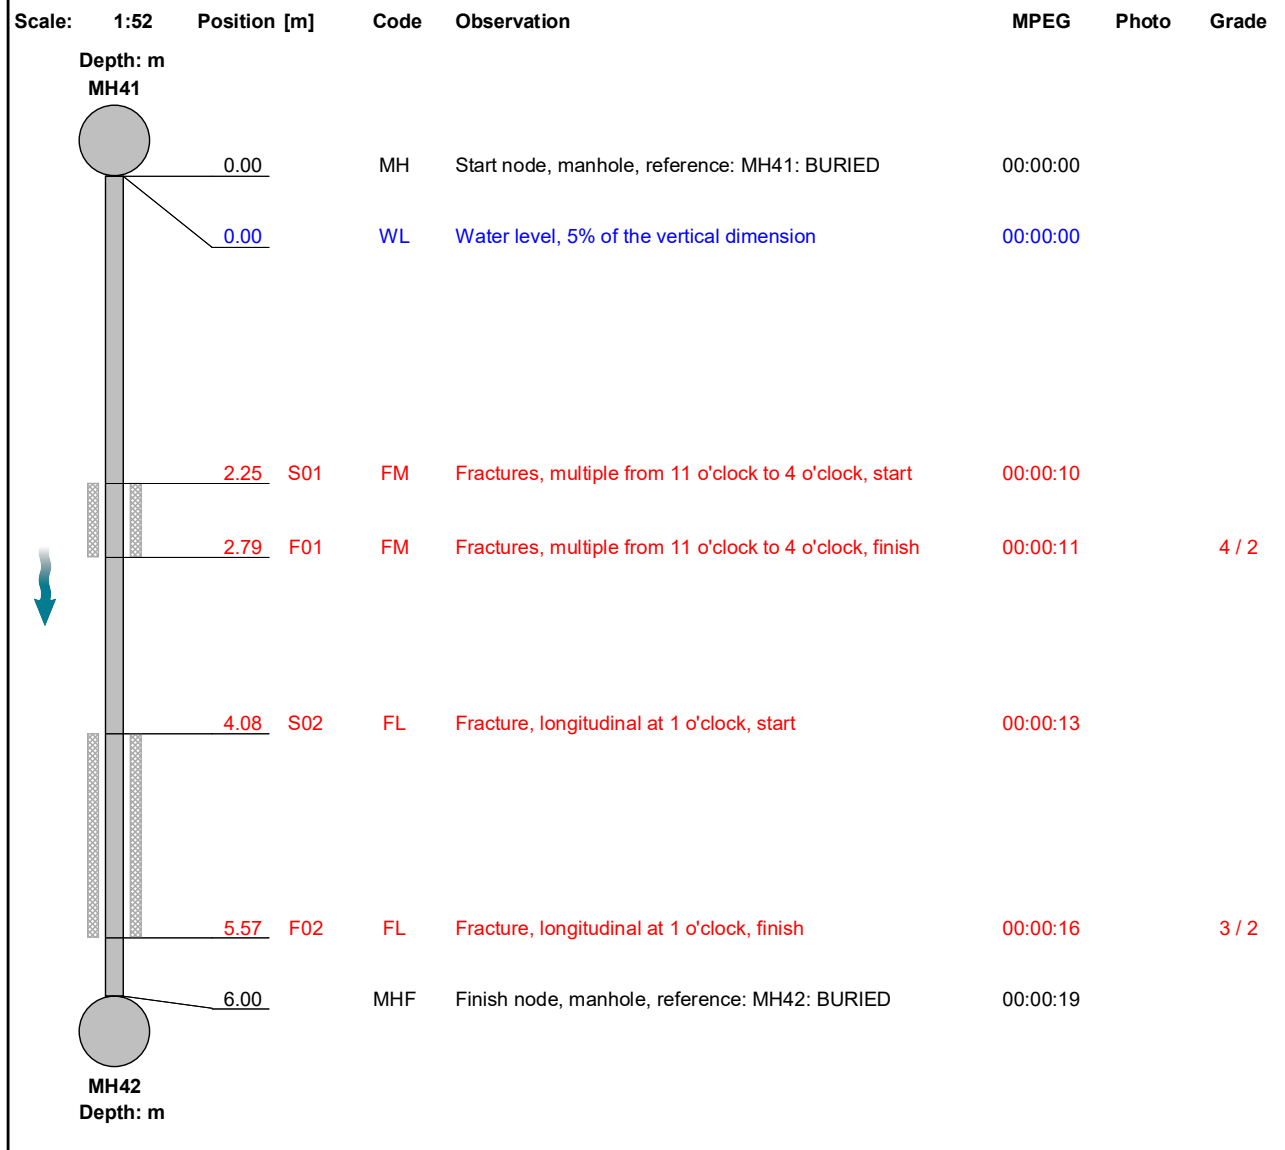 Scale: 1:52 Position [m] Code Observation MPEG Photo Grade
Depth: m
MH41
0.00 MH Start node, manhole, reference: MH41: BURIED 00:00:00
0.00 WL Water level, 5% of the vertical dimension 00:00:00
2.25 S01 FM Fractures, multiple from 11 o'clock to 4 o'clock, start 00:00:10
2.79 F01 FM Fractures, multiple from 11 o'clock to 4 o'clock, finish 00:00:11 4 / 2
4.08 S02 FL Fracture, longitudinal at 1 o'clock, start 00:00:13
5.57 F02 FL Fracture, longitudinal at 1 o'clock, finish 00:00:16 3 / 2
6.00 MHF Finish node, manhole, reference: MH42: BURIED 00:00:19
MH42
Depth: m